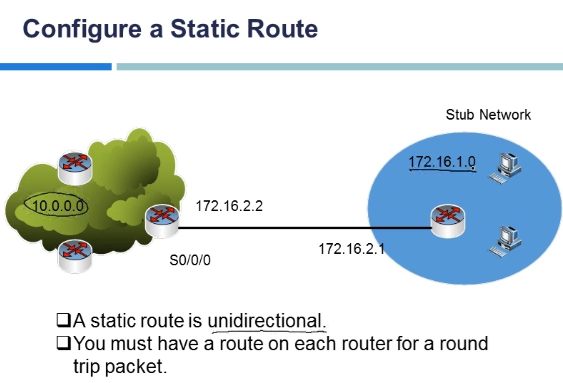 Configure a Static Route
Stub Network
172.16.1.0
10.0.0.0
172.16.2.2
172.16.2.1
S0/0/0
❑A static route is unidirectional.
❑You must have a route on each router for a round
trip packet.